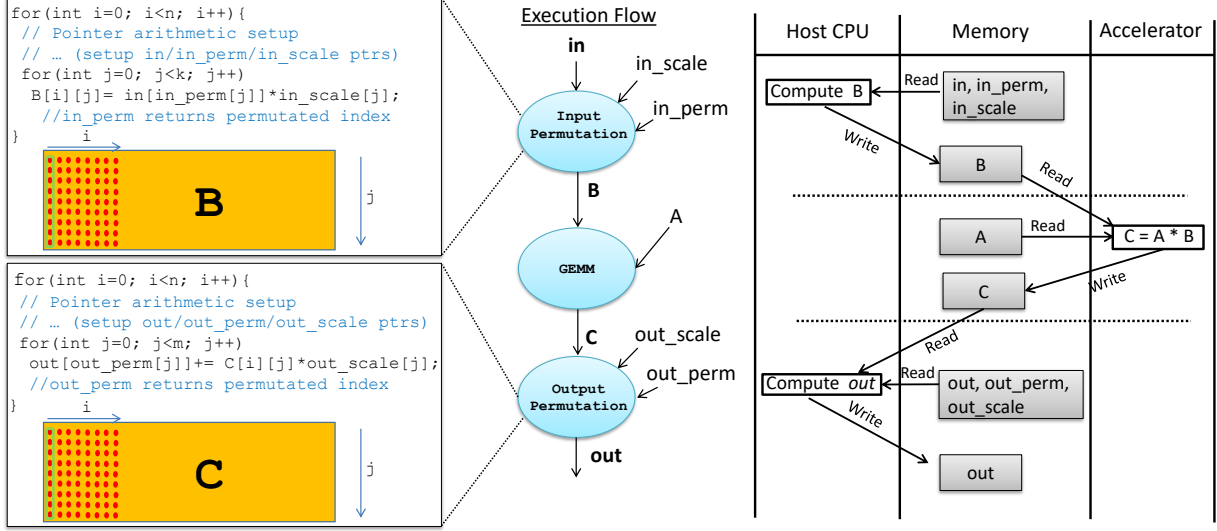 for(int i=0; i<n; i++){
// Pointer arithmetic setup
// … (setup in/in_perm/in_scale ptrs)
for(int j=0; j<k; j++)
B[i][j]= in[in_perm[j]]*in_scale[j];
//in_perm returns permutated index
}
i
B
j
for(int i=0; i<n; i++){
// Pointer arithmetic setup
// … (setup out/out_perm/out_scale ptrs)
for(int j=0; j<m; j++)
out[out_perm[j]]+= C[i][j]*out_scale[j];
//out_perm returns permutated index
}
i
C
j
Execution Flow
in
in_scale
in_perm
Input
Permutation
B
A
GEMM
C
out_scale
out_perm
Output
Permutation
out
Host CPU
Memory
Accelerator
Compute B
Read
in, in_perm,
in_scale
Write
B
Read
A
Read
C = A * B
C
Write
Read
Compute out
Read
out, out_perm,
out_scale
Write
out